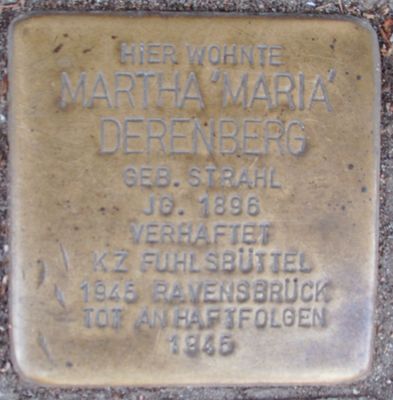 HIER WOHNTE
MARTHA "MARIA"
DERENBERG
GEB. STRAHL
JG. 1896
VERHAFTET
KZ FUHLSBÜTTEL
1945 RAVENSBRÜCK
TOT AN HAFTFOLGEN
1945